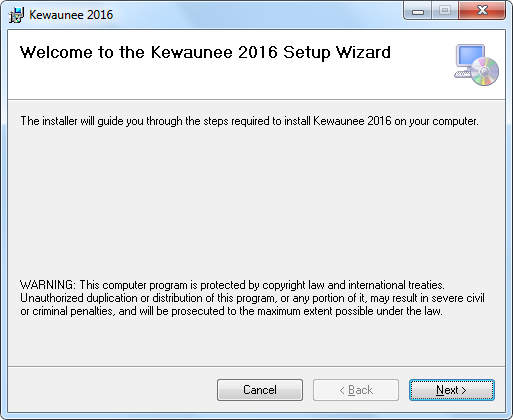 Kewaunee 2016
Welcome to the Kewaunee 2016 Setup Wizard
The installer will guide you through the steps required to install Kewaunee 2016 on your computer.
WARNING: This computer program is protected by copyright law and international treaties.
Unauthorized duplication or distribution of this program, or any portion of it, may result in severe civil
or criminal penalties, and will be prosecuted to the maximum extent possible under the law.
Cancel < Back Next >